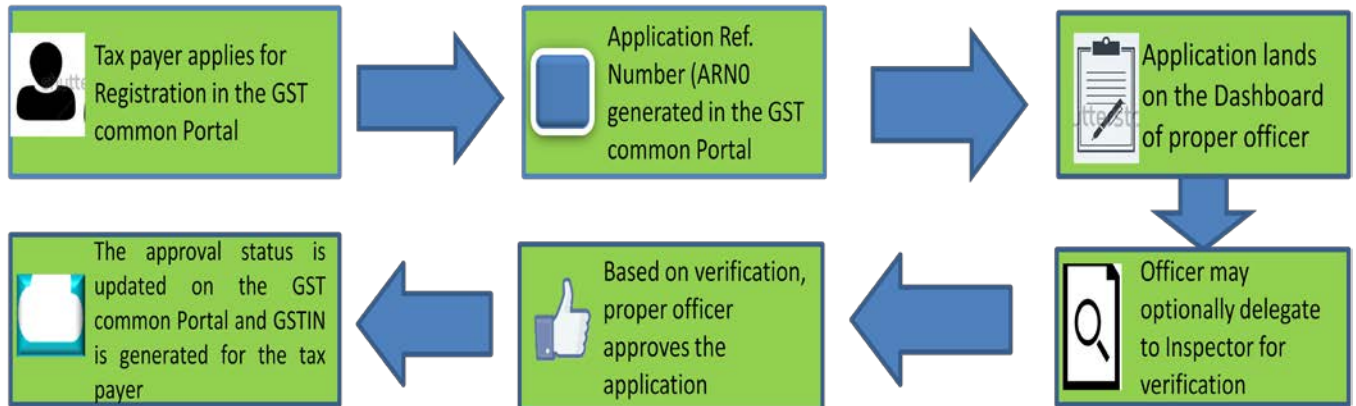 Tax payer applies for
Registration in the GST
common Portal
Application Ref.
Number (ARN0
generated in the GST
common Portal
Application lands
on the Dashboard
of proper officer
Officer may
optionally delegate
to Inspector for
verification
Based on verification,
proper officer
approves the
application
The approval status is
updated on the GST
common Portal and GSTIN
is generated for the tax
payer